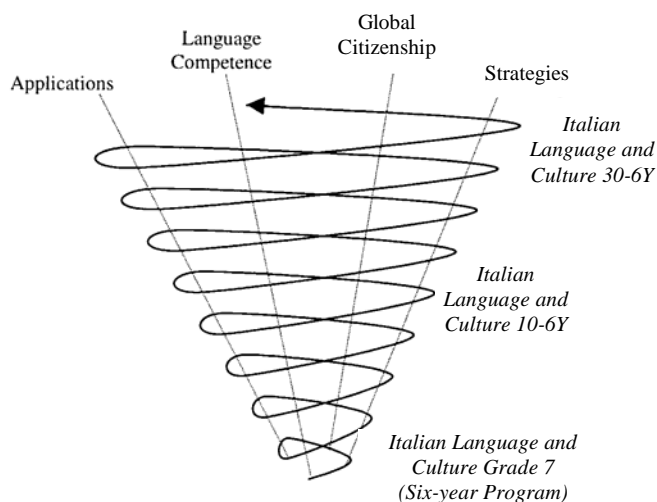 Applications
Language
Competence
Global
Citizenship
Strategies
Italian
Language and
Culture 30-6Y
Italian
Language and
Culture 10-6Y
Italian Language and
Culture Grade 7
(Six-year Program)